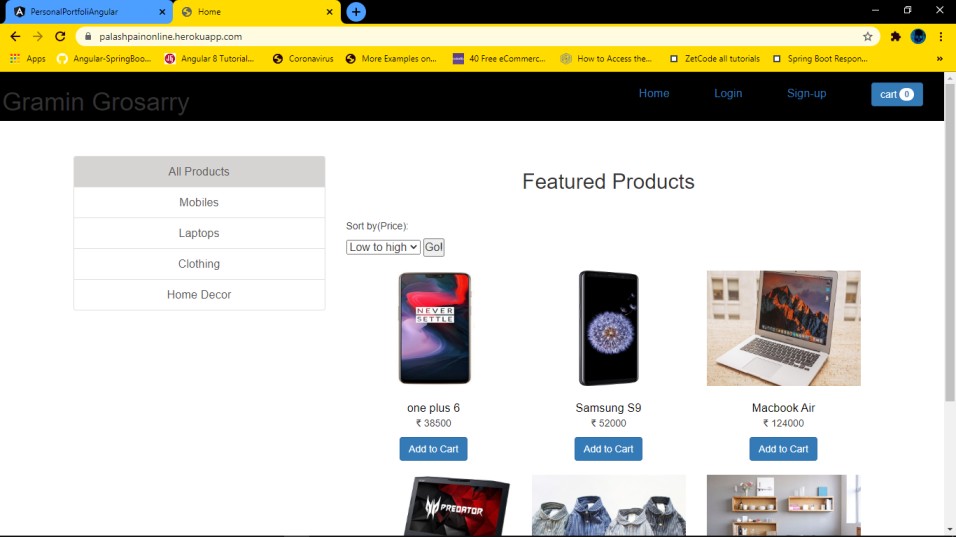 PersonalPortfoliAngular
Home
palashpainonline.herokuapp.com
Apps
Angular-SpringBoo...
Angular 8 Tutorial...
Coronavirus
More Examples on...
40 Free eCommerc...
How to Access the...
ZetCode all tutorials
Spring Boot Respon...
Gramin Grosarry
Home
Login
Sign-up
cart 0
All Products
Mobiles
Laptops
Clothing
Home Decor
Featured Products
Sort by(Price):
Low to high
Go!
NEVER
SETTLE
one plus 6
₹ 38500
Add to Cart
Samsung S9
₹ 52000
Add to Cart
Macbook Air
₹ 124000
Add to Cart
PREDATOR